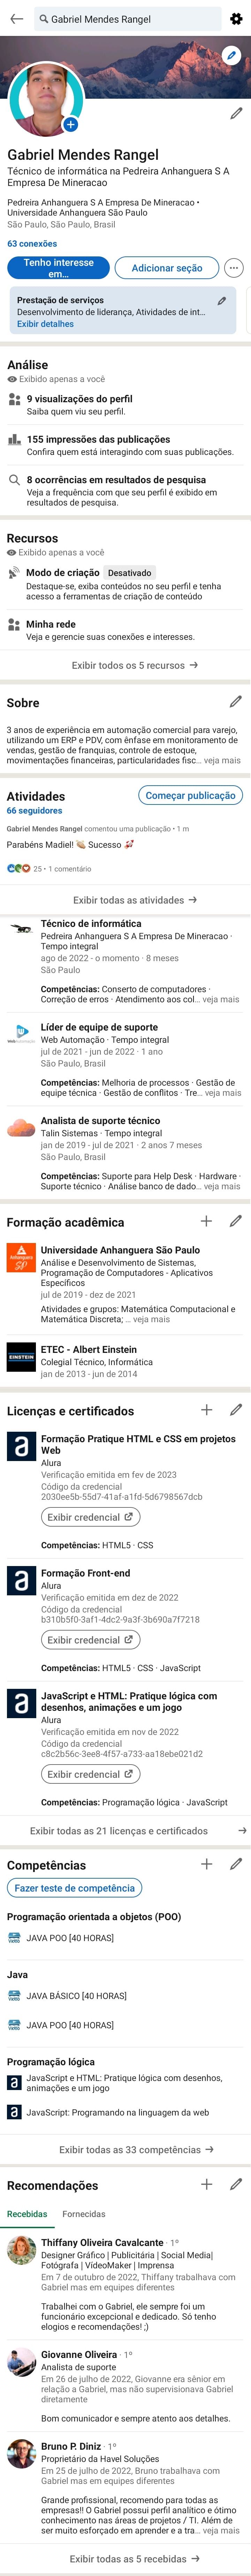 Gabriel Mendes Rangel
Gabriel Mendes Rangel
Técnico de informática na Pedreira Anhanguera S A
Empresa De Mineracao
Pedreira Anhanguera S A Empresa De Mineracao •
Universidade Anhanguera São Paulo
São Paulo, São Paulo, Brasil
63 conexões
Tenho interesse
em...
Adicionar seção
Prestação de serviços
Desenvolvimento de liderança, Atividades de int...
Exibir detalhes
Análise
Exibido apenas a você
9 visualizações do perfil
Saiba quem viu seu perfil.
155 impressões das publicações
Confira quem está interagindo com suas publicações.
8 ocorrências em resultados de pesquisa
Veja a frequência com que seu perfil é exibido em
resultados de pesquisa.
Recursos
Exibido apenas a você
Modo de criação Desativado
Destaque-se, exiba conteúdos no seu perfil e tenha
acesso a ferramentas de criação de conteúdo
Minha rede
Veja e gerencie suas conexões e interesses.
Exibir todos os 5 recursos →
Sobre
3 anos de experiência em automação comercial para varejo,
utilizando um ERP e PDV, com ênfase em monitoramento de
vendas, gestão de franquias, controle de estoque,
movimentações financeiras, particularidades fisc... veja mais
Atividades
Começar publicação
66 seguidores
Gabriel Mendes Rangel comentou uma publicação • 1 m
Parabéns Madiel! 👏🏼 Sucesso 🚀
25 • 1 comentário
Exibir todas as atividades →
Técnico de informática
Pedreira Anhanguera S A Empresa De Mineracao ·
Tempo integral
ago de 2022 - o momento · 8 meses
São Paulo
Competências: Conserto de computadores ·
Correção de erros · Atendimento aos col... veja mais
Líder de equipe de suporte
Web Automação · Tempo integral
jul de 2021 - jun de 2022 · 1 ano
São Paulo, Brasil
Competências: Melhoria de processos · Gestão de
equipe técnica · Gestão de conflitos · Tre... veja mais
Analista de suporte técnico
Talin Sistemas · Tempo integral
jan de 2019 - jul de 2021 · 2 anos 7 meses
São Paulo, Brasil
Competências: Suporte para Help Desk · Hardware ·
Suporte técnico · Análise banco de dado... veja mais
Formação acadêmica
Anhanguera
SP
Universidade Anhanguera São Paulo
Análise e Desenvolvimento de Sistemas,
Programação de Computadores - Aplicativos
Específicos
jul de 2019 - dez de 2021
Atividades e grupos: Matemática Computacional e
Matemática Discreta; ... veja mais
EINSTEIN
ETEC - Albert Einstein
Colegial Técnico, Informática
jan de 2013 - jun de 2014
Licenças e certificados
a
Formação Pratique HTML e CSS em projetos
Web
Alura
Verificação emitida em fev de 2023
Código da credencial
2030ee5b-55d7-41af-a1fd-5d6798567dcb
Exibir credencial
Competências: HTML5 · CSS
a
Formação Front-end
Alura
Verificação emitida em dez de 2022
Código da credencial
b310b5f0-3af1-4dc2-9a3f-3b690a7f7218
Exibir credencial
Competências: HTML5 · CSS · JavaScript
a
JavaScript e HTML: Pratique lógica com
desenhos, animações e um jogo
Alura
Verificação emitida em nov de 2022
Código da credencial
c8c2b56c-3ee8-4f57-a733-aa18ebe021d2
Exibir credencial
Competências: Programação lógica · JavaScript
Exibir todas as 21 licenças e certificados →
Competências
Fazer teste de competência
Programação orientada a objetos (POO)
JAVA POO [40 HORAS]
Java
JAVA BÁSICO [40 HORAS]
JAVA POO [40 HORAS]
Programação lógica
a
JavaScript e HTML: Pratique lógica com desenhos,
animações e um jogo
a
JavaScript: Programando na linguagem da web
Exibir todas as 33 competências →
Recomendações
Recebidas Fornecidas
Thiffany Oliveira Cavalcante · 1º
Designer Gráfico | Publicitária | Social Media|
Fotógrafa | VídeoMaker | Imprensa
Em 7 de outubro de 2022, Thiffany trabalhava com
Gabriel mas em equipes diferentes
Trabalhei com o Gabriel, ele sempre foi um
funcionário excepcional e dedicado. Só tenho
elogios e recomendações! ;)
Giovanne Oliveira · 1º
Analista de suporte
Em 26 de julho de 2022, Giovanne era sênior em
relação a Gabriel, mas não supervisionava Gabriel
diretamente
Bom comunicador e sempre atento aos detalhes.
Bruno P. Diniz · 1º
Proprietário da Havel Soluções
Em 25 de julho de 2022, Bruno trabalhava com
Gabriel mas em equipes diferentes
Grande profissional, recomendo para todas as
empresas!! O Gabriel possui perfil analítico e ótimo
conhecimento nas áreas de projetos / TI. Além de
ser muito esforçado em aprender e a tra... veja mais
Exibir todas as 5 recebidas →